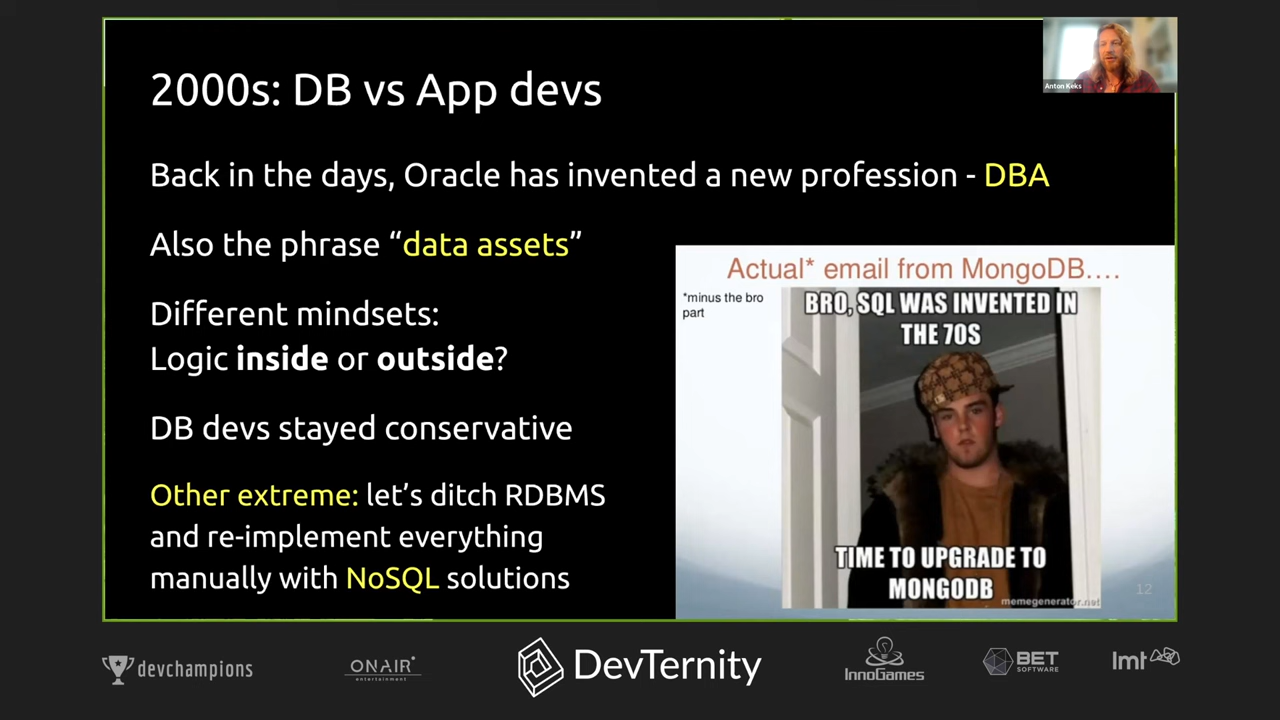 2000s: DB vs App devs
Anton Keks
Back in the days, Oracle has invented a new profession - DBA
Also the phrase “data assets”
Different mindsets:
Logic inside or outside?
DB devs stayed conservative
Other extreme: let’s ditch RDBMS
and re-implement everything
manually with NoSQL solutions
Actual* email from MongoDB....
*minus the bro
part
BRO, SQL WAS INVENTED IN
THE 70S
TIME TO UPGRADE TO
MONGODB
memegenerator.net
12
devchampions
ONAIR
entertainment
DevTernity
INNOGAMES
BET
SOFTWARE
lmt